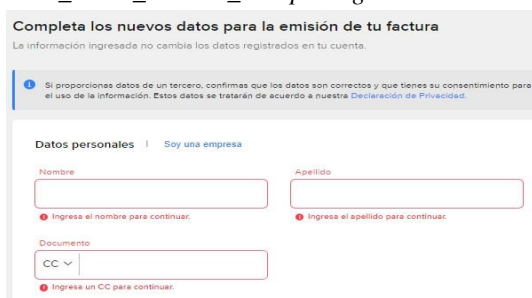 Completa los nuevos datos para la emisión de tu factura
La información ingresada no cambia los datos registrados en tu cuenta.
Si proporcionas datos de un tercero, confirmas que los datos son correctos y que tienes su consentimiento para
el uso de la información. Estos datos se tratarán de acuerdo a nuestra Declaración de Privacidad.
Datos personales | Soy una empresa
Nombre Apellido
Ingresa el nombre para continuar. Ingresa el apellido para continuar.
Documento
CC
Ingresa un CC para continuar.